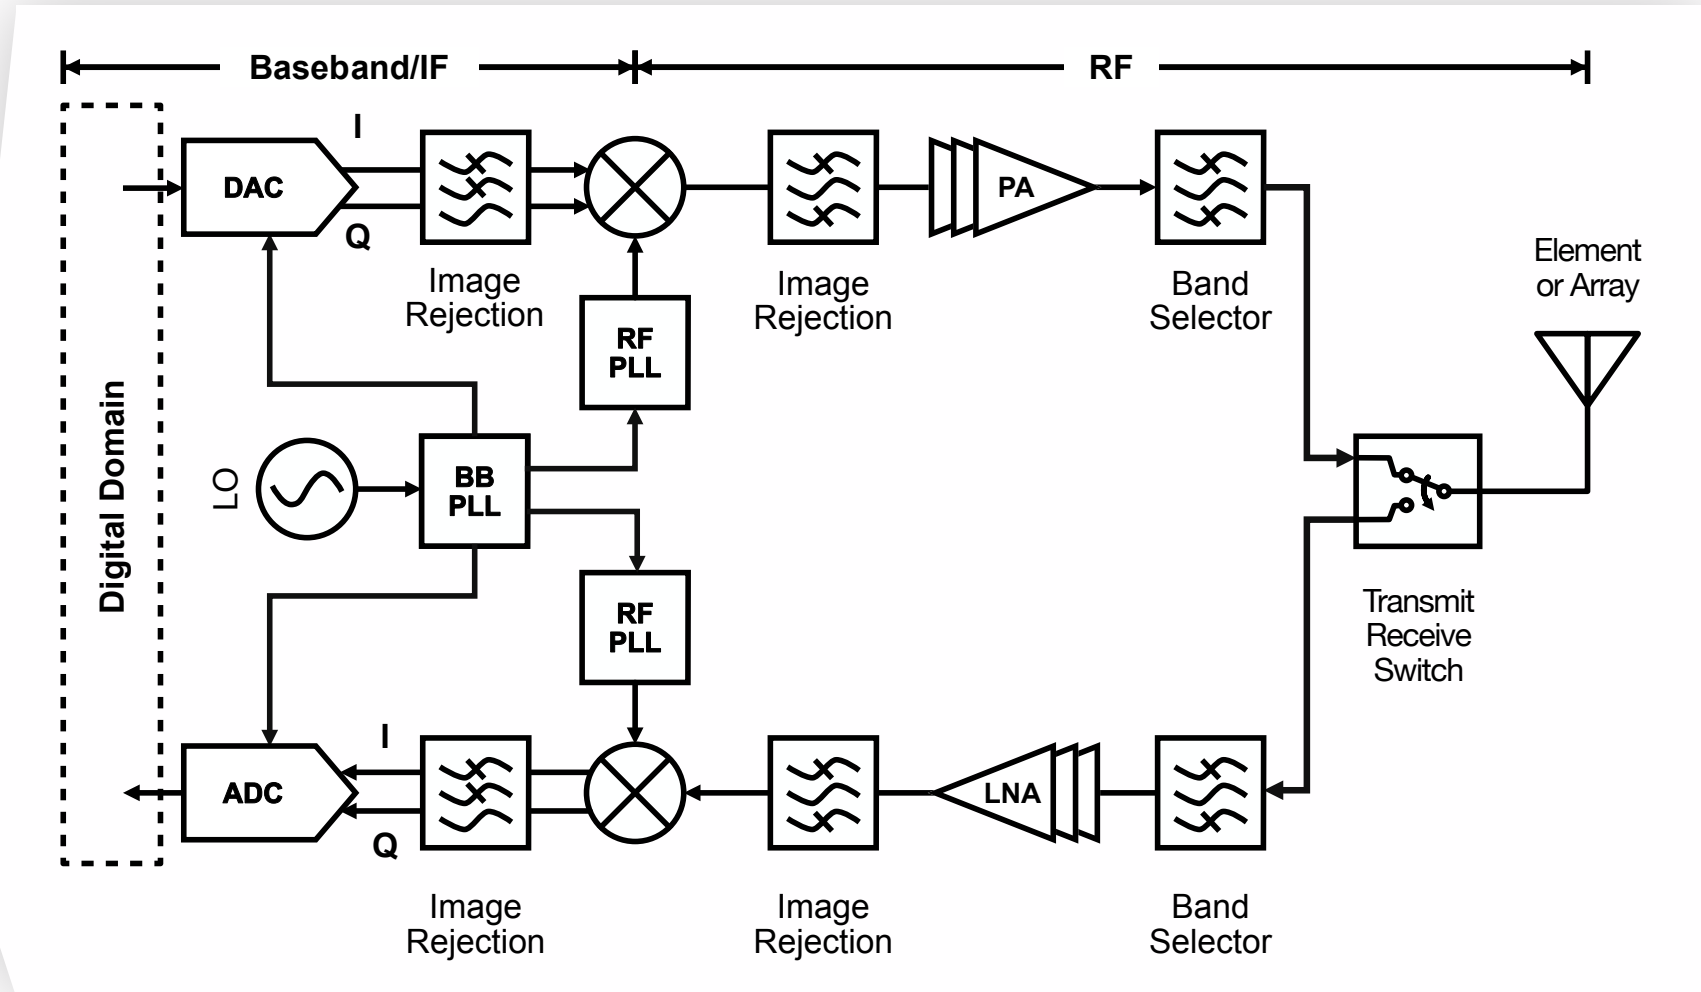 Baseband/IF
RF
I
DAC
Q
PA
Image
Rejection
Image
Rejection
Band
Selector
Element
or Array
RF
PLL
Digital Domain
LO
BB
PLL
RF
PLL
Transmit
Receive
Switch
I
ADC
Q
LNA
Image
Rejection
Image
Rejection
Band
Selector